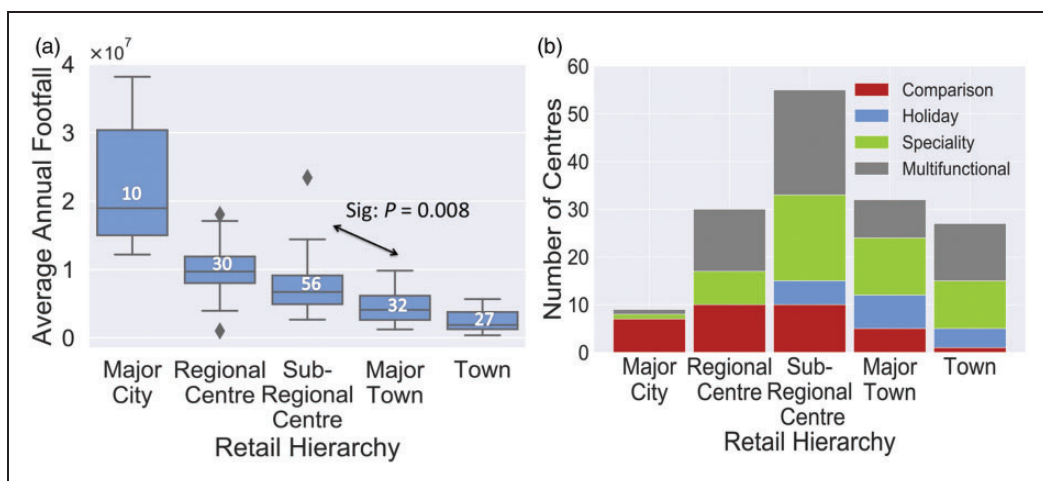 (a)
×10⁷
4
3
2
1
0
Average Annual Footfall
10
30
56
32
27
Sig: P = 0.008
Major City
Regional Centre
Sub-Regional Centre
Major Town
Town
Retail Hierarchy
(b)
60
50
40
30
20
10
0
Number of Centres
Comparison
Holiday
Speciality
Multifunctional
Major City
Regional Centre
Sub-Regional Centre
Major Town
Town
Retail Hierarchy